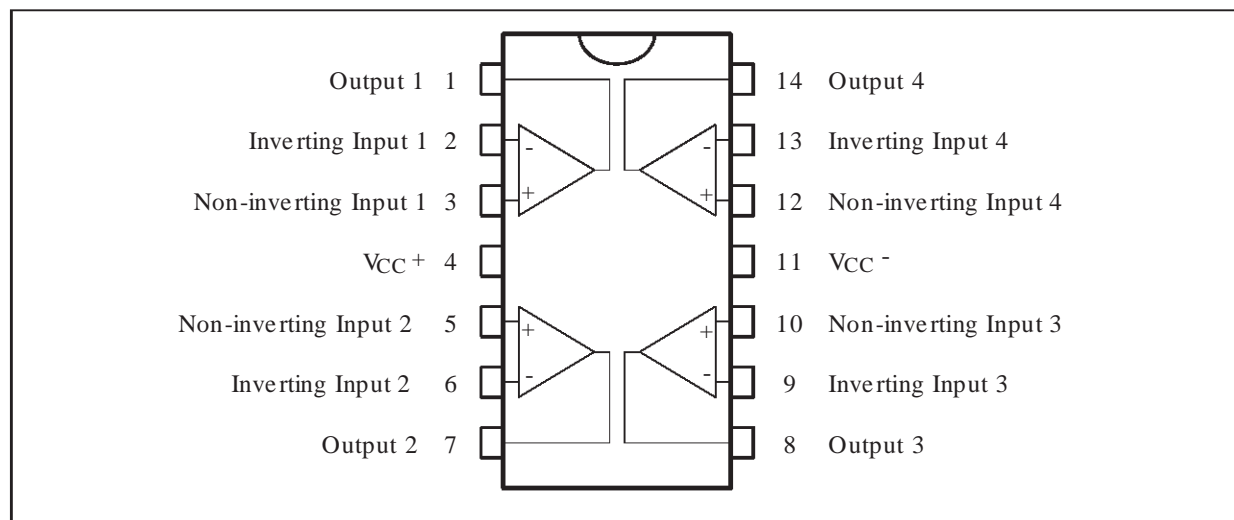 Output 1 1 14 Output 4
Inverting Input 1 2 - - 13 Inverting Input 4
Non-inverting Input 1 3 + + 12 Non-inverting Input 4
VCC + 4 11 VCC -
Non-inverting Input 2 5 + + 10 Non-inverting Input 3
Inverting Input 2 6 - - 9 Inverting Input 3
Output 2 7 8 Output 3